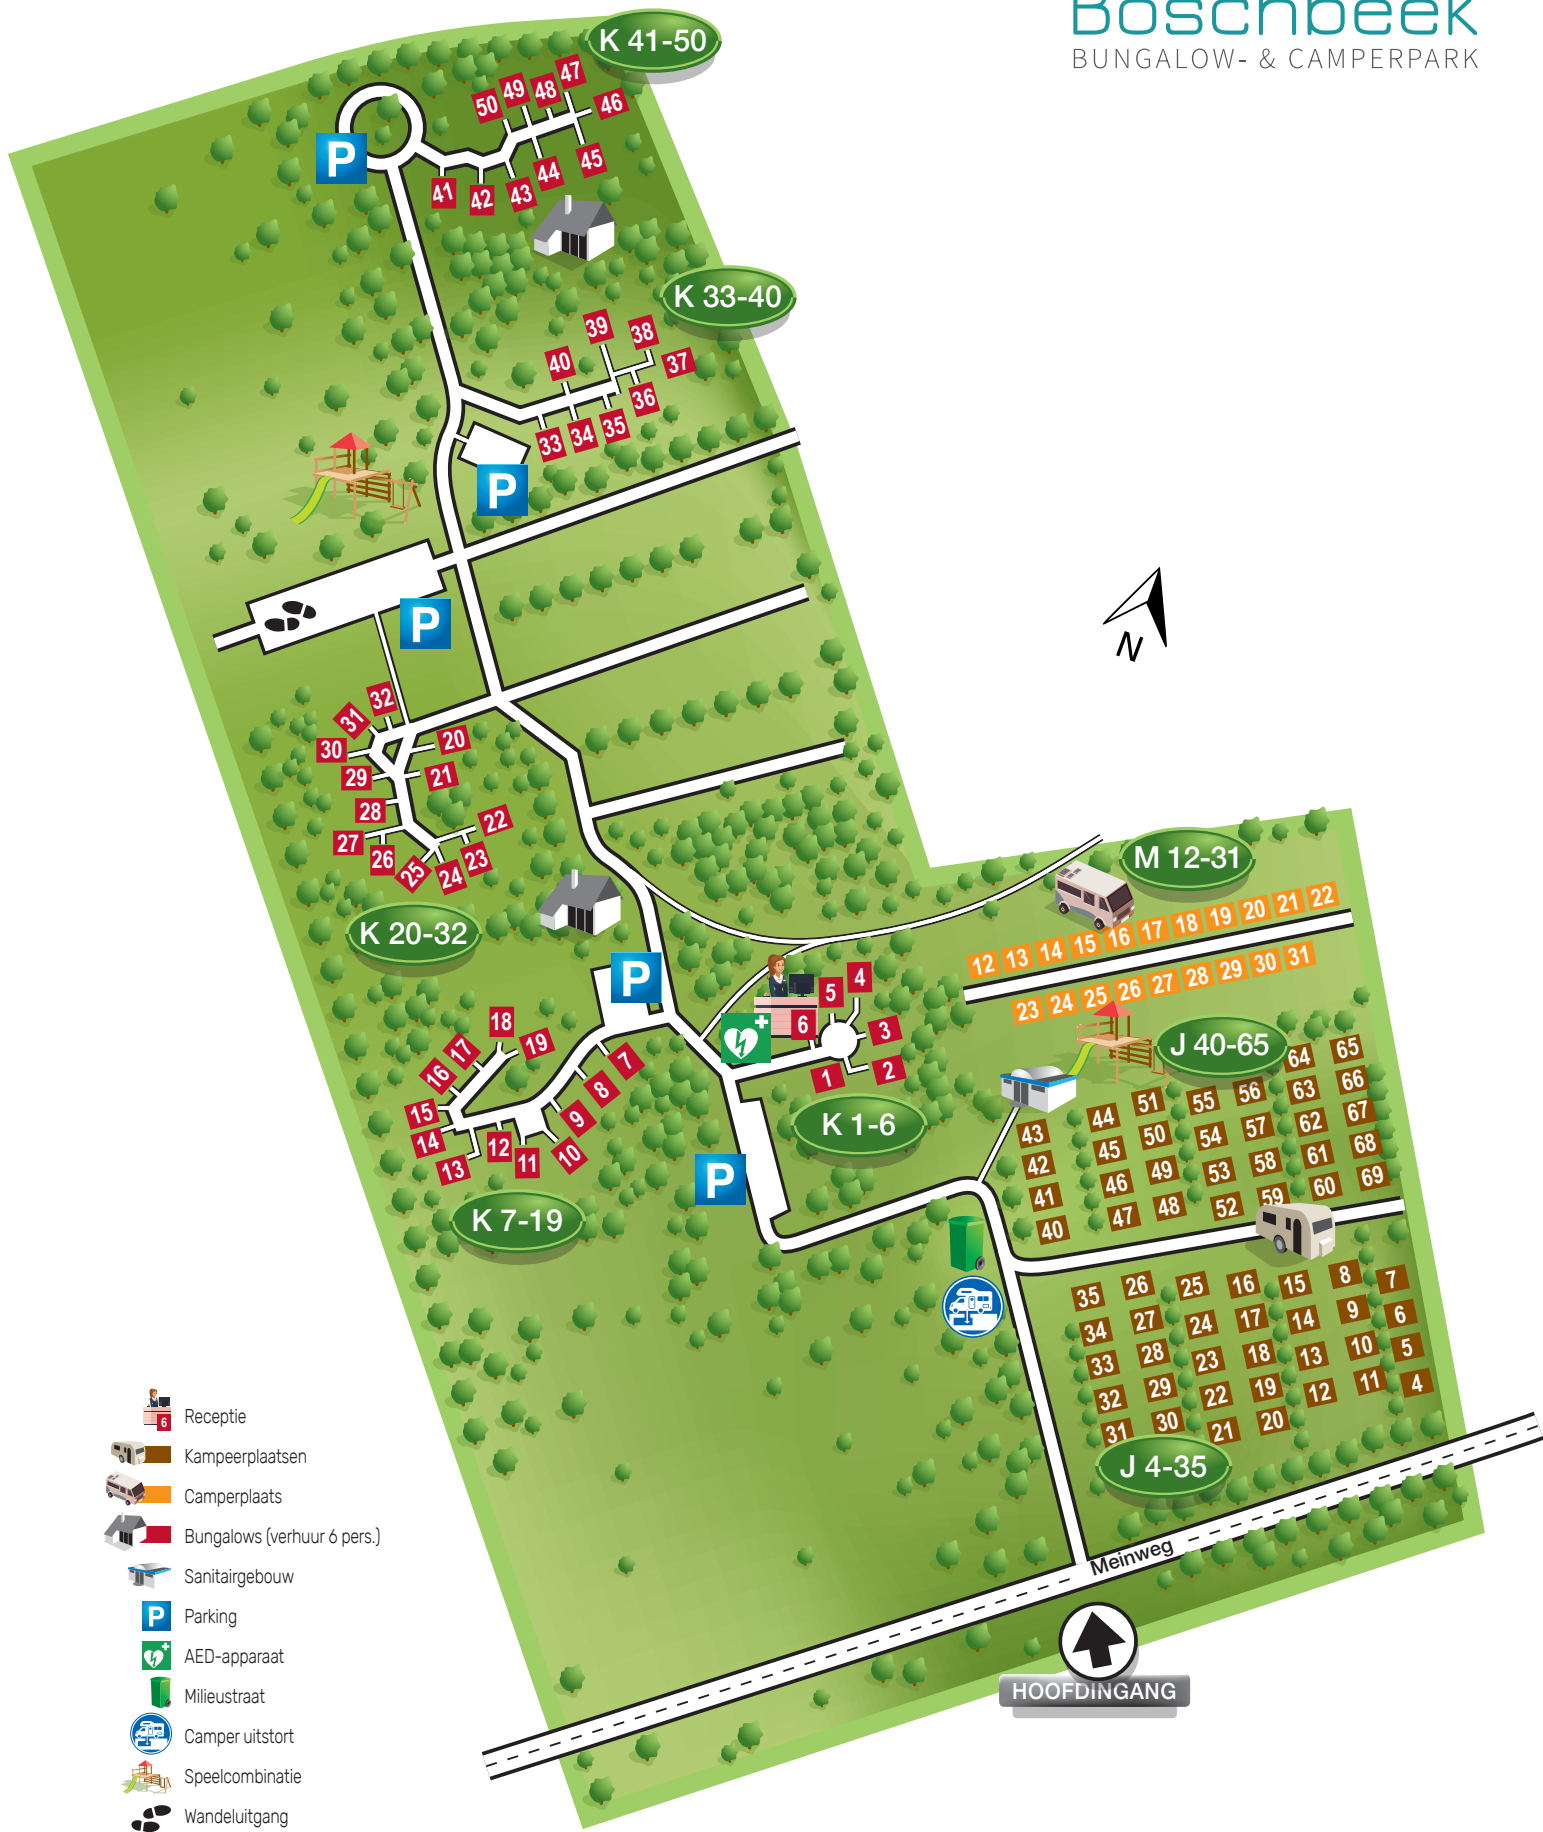 Boschbeek
BUNGALOW- & CAMPERPARK
K 41-50
47
49 48
50 46
P
45
44
41 42 43
K 33-40
39 38
40 37
36
33 34 35
P
P
32
31
30 20
29 21
28
27 22
26 25 24 23
K 20-32
M 12-31
12 13 14 15 16 17 18 19 20 21 22
23 24 25 26 27 28 29 30 31
P
5 4
6 3
1 2
K 1-6
18
17 19
16 7
15 8
14 9
13 12 11 10
K 7-19
P
N
J 40-65
43 44 51 55 56 64 65
42 45 50 54 57 63 66
41 46 49 53 58 62 67
40 47 48 52 59 61 68
60 69
35 26 25 16 15 8 7
34 27 24 17 14 9 6
33 28 23 18 13 10 5
32 29 22 19 12 11 4
31 30 21 20
J 4-35
Meinweg
HOOFDINGANG
6 Receptie
Kampeerplaatsen
Camperplaats
Bungalows (verhuur 6 pers.)
Sanitairgebouw
P Parking
AED-apparaat
Milieustraat
Camper uitstort
Speelcombinatie
Wandeluitgang